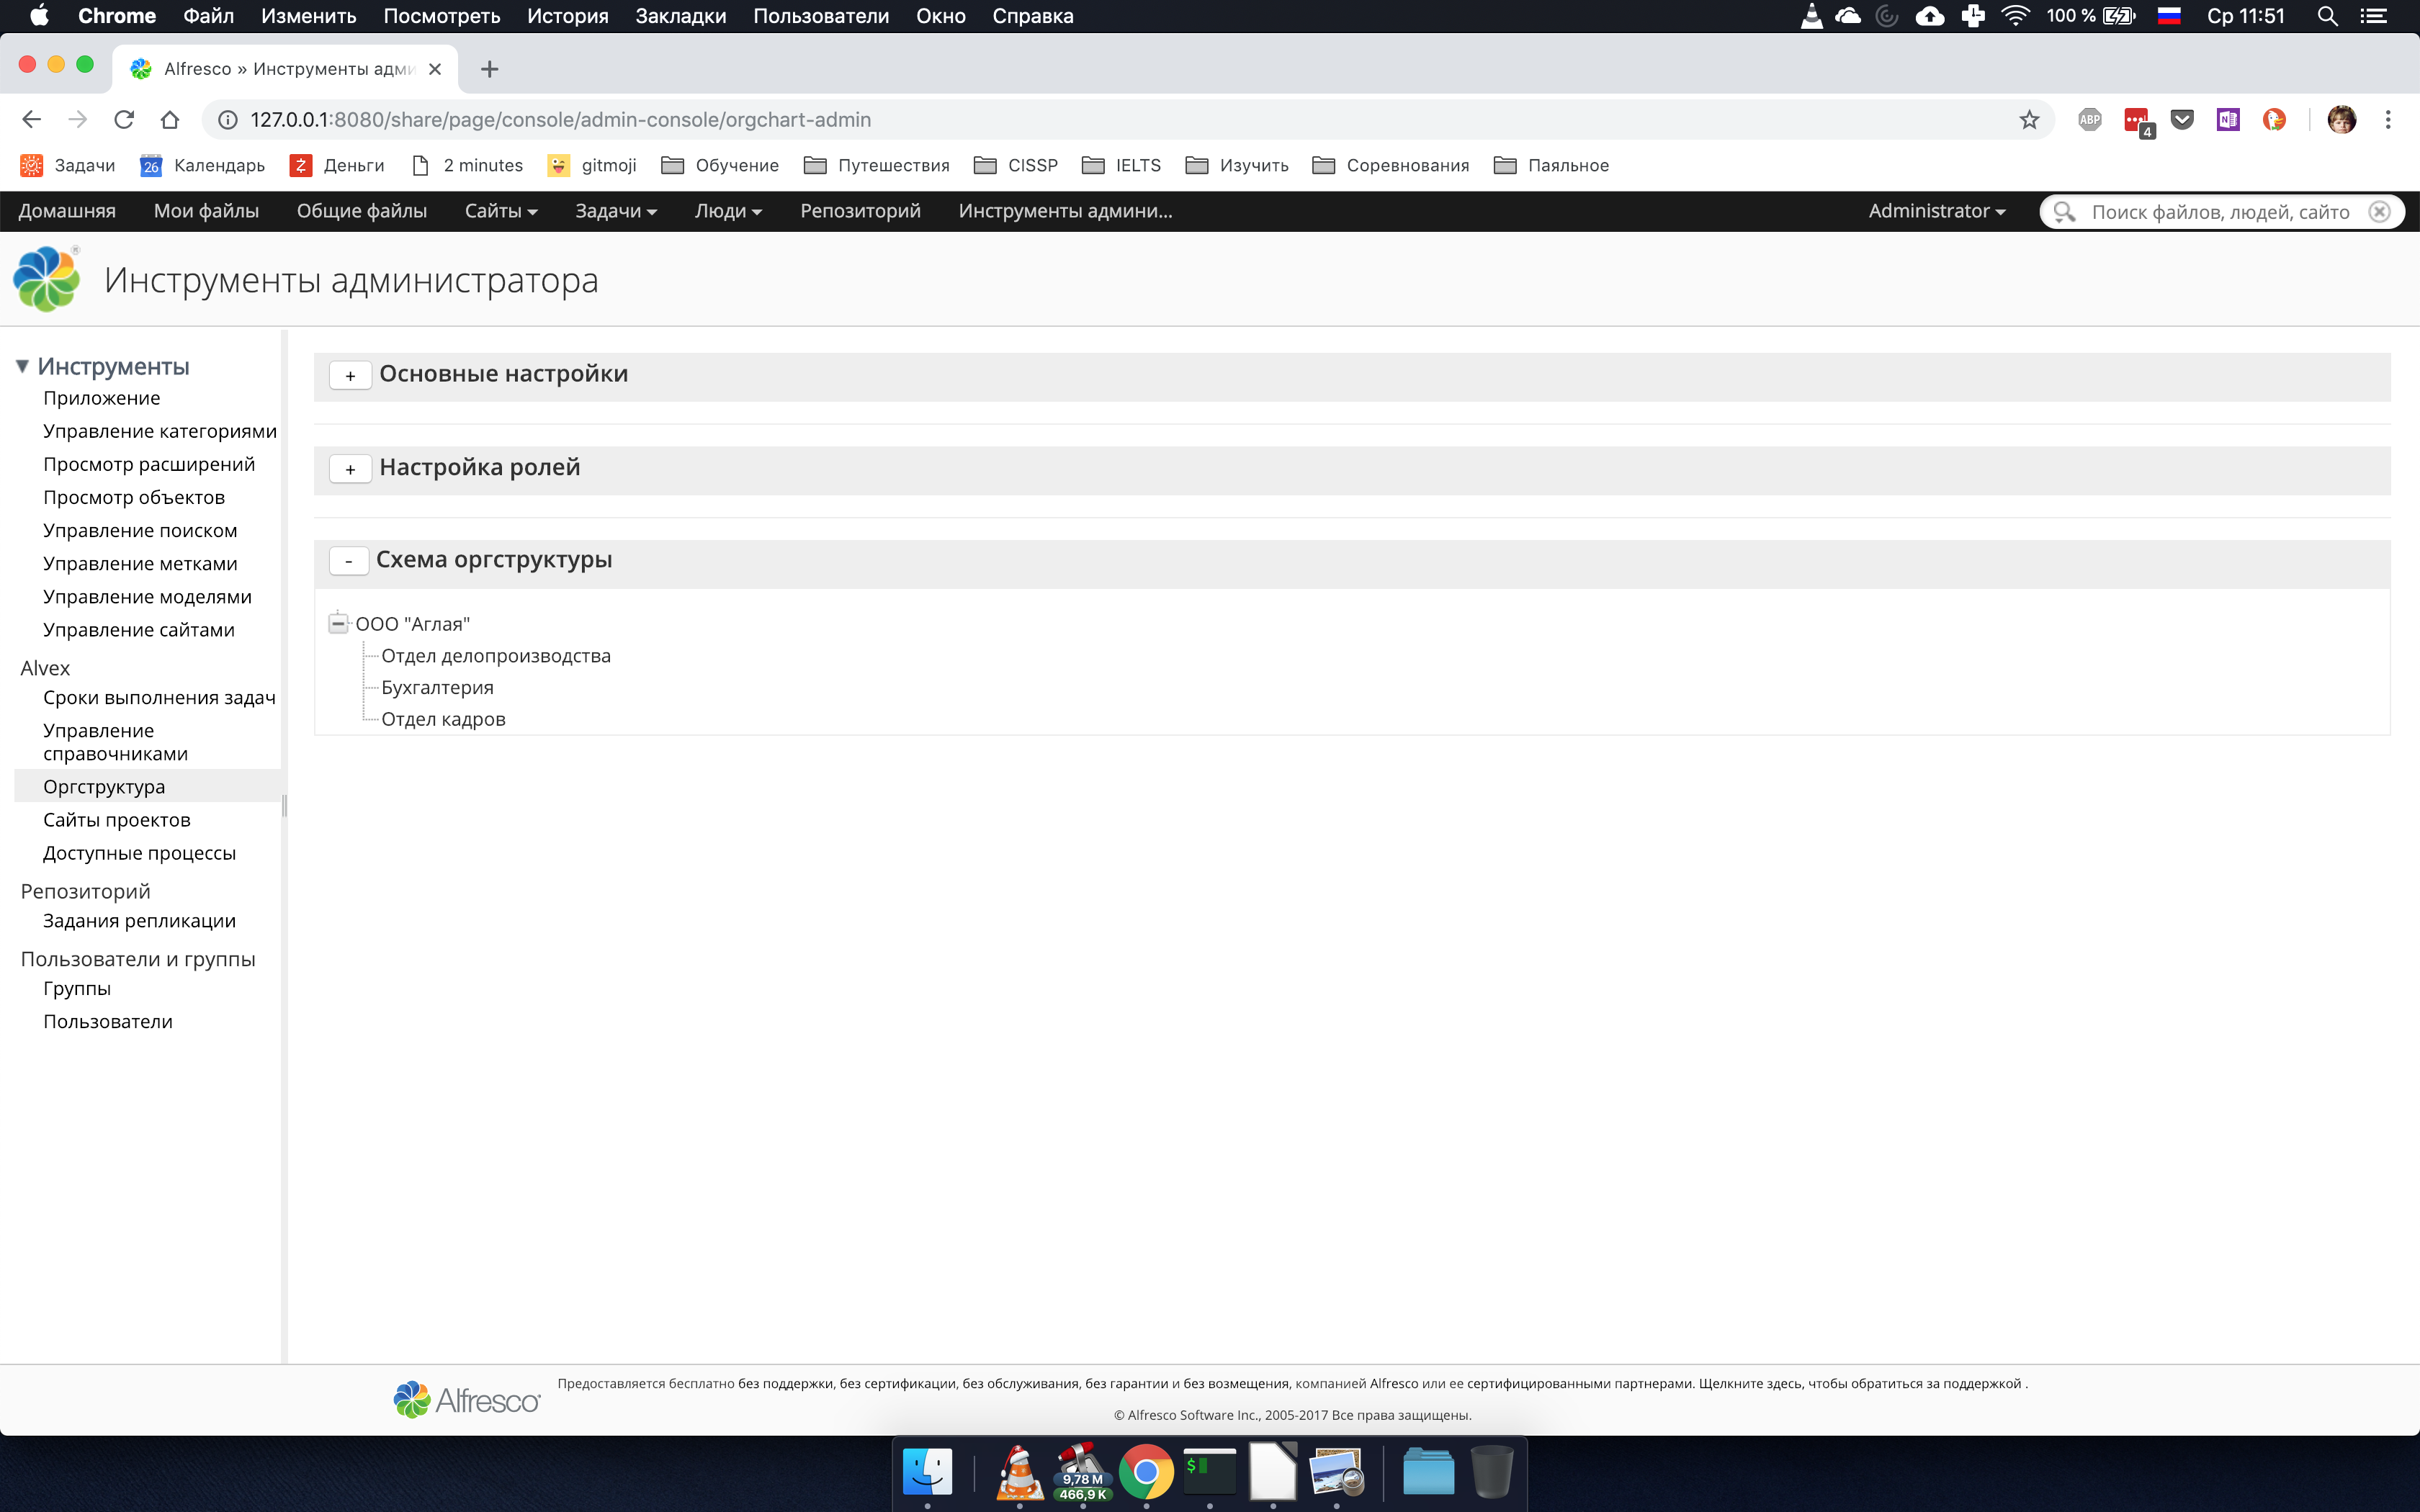 Chrome Файл Изменить Посмотреть История Закладки Пользователи Окно Справка 100 % Ср 11:51
Alfresco » Инструменты адми
127.0.0.1:8080/share/page/console/admin-console/orgchart-admin ABP 4
Задачи 26 Календарь Деньги 2 minutes gitmoji Обучение Путешествия CISSP IELTS Изучить Соревнования Паяльное
Домашняя Мои файлы Общие файлы Сайты Задачи Люди Репозиторий Инструменты админи... Administrator Поиск файлов, людей, сайто
Инструменты администратора
Инструменты
Приложение
Управление категориями
Просмотр расширений
Просмотр объектов
Управление поиском
Управление метками
Управление моделями
Управление сайтами
Alvex
Сроки выполнения задач
Управление
справочниками
Оргструктура
Сайты проектов
Доступные процессы
Репозиторий
Задания репликации
Пользователи и группы
Группы
Пользователи
+ Основные настройки
+ Настройка ролей
- Схема оргструктуры
ООО "Аглая"
Отдел делопроизводства
Бухгалтерия
Отдел кадров
Alfresco
Предоставляется бесплатно без поддержки, без сертификации, без обслуживания, без гарантии и без возмещения, компанией Alfresco или ее сертифицированными партнерами. Щелкните здесь, чтобы обратиться за поддержкой .
© Alfresco Software Inc., 2005-2017 Все права защищены.
9,78 M
466,9 K
$